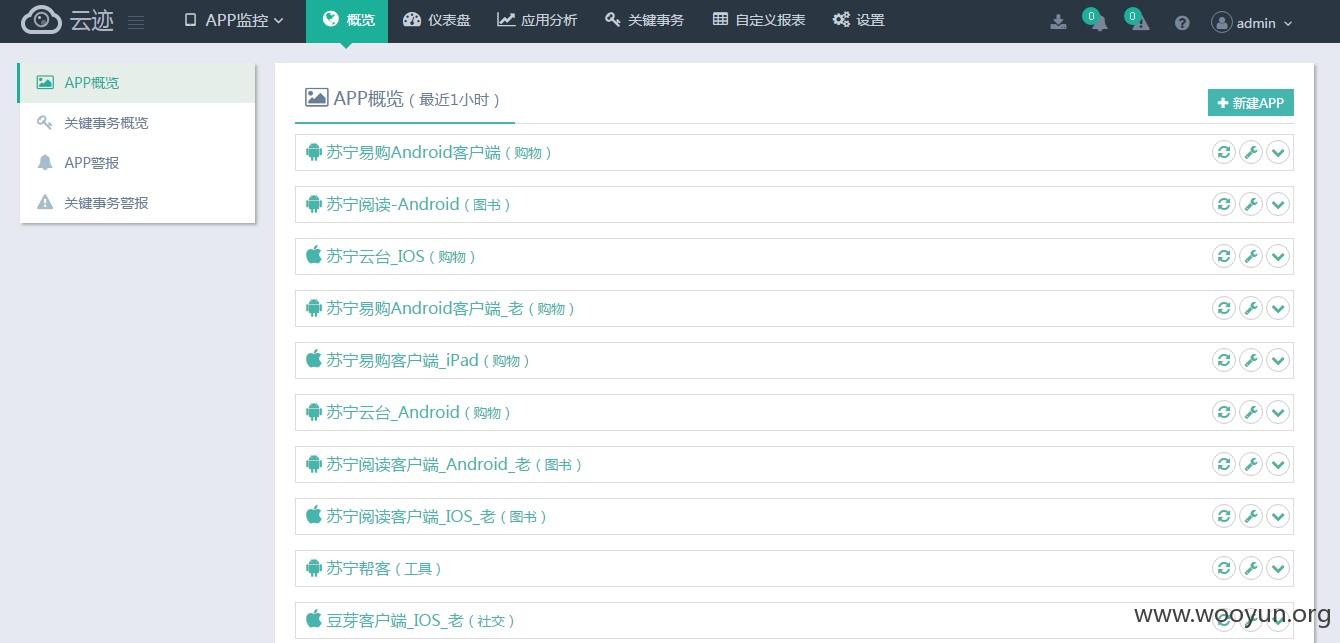 云迹 APP监控 概览 仪表盘 应用分析 关键事务 自定义报表 设置 0 0 admin
APP概览
关键事务概览
APP警报
关键事务警报
APP概览（最近1小时）
新建APP
苏宁易购Android客户端（购物）
苏宁阅读-Android（图书）
苏宁云台_IOS（购物）
苏宁易购Android客户端_老（购物）
苏宁易购客户端_iPad（购物）
苏宁云台_Android（购物）
苏宁阅读客户端_Android_老（图书）
苏宁阅读客户端_IOS_老（图书）
苏宁帮客（工具）
豆芽客户端_IOS_老（社交）
www.wooyun.org